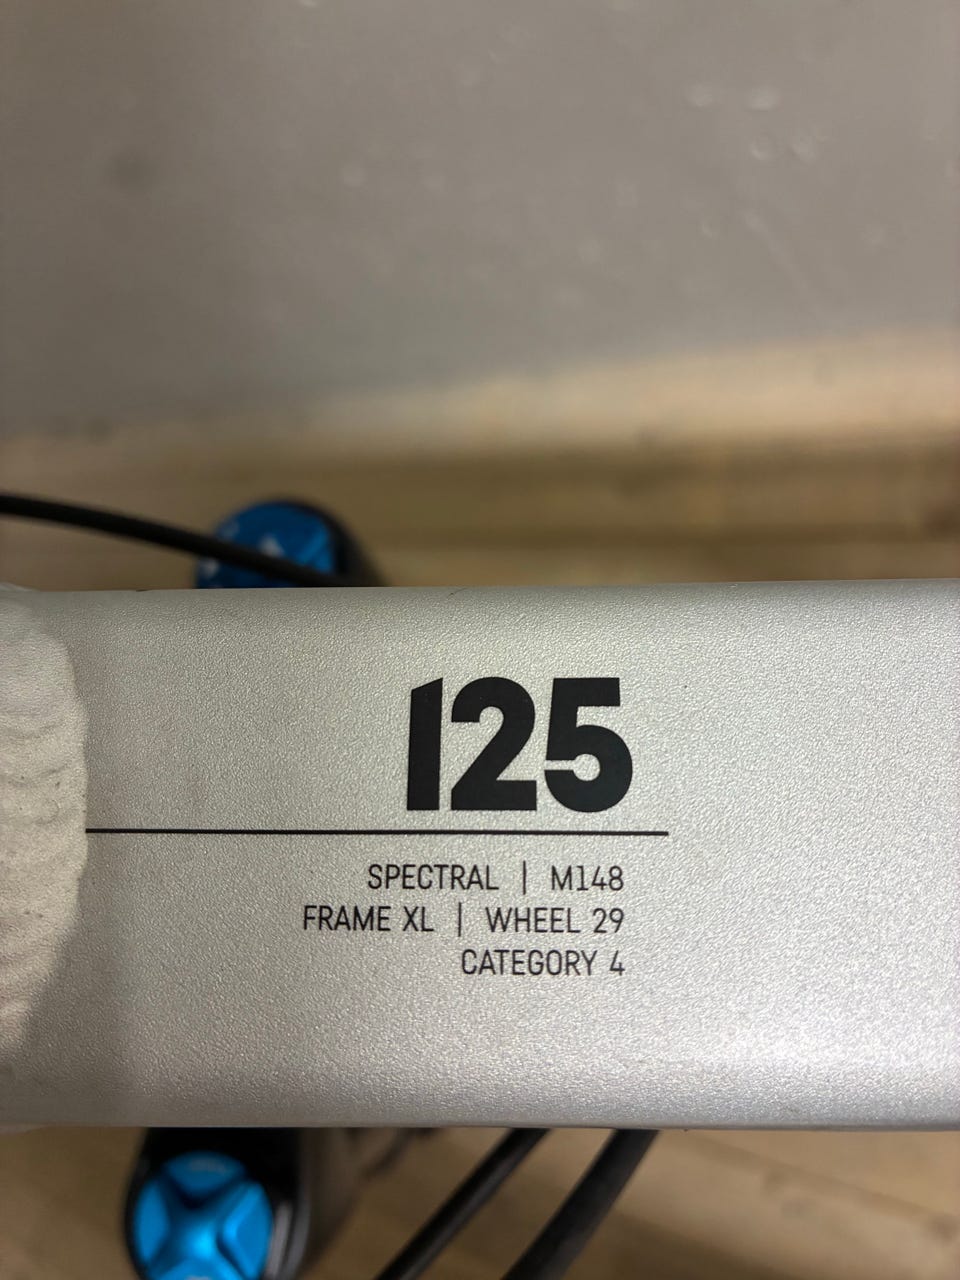 125
SPECTRAL | M148
FRAME XL | WHEEL 29
CATEGORY 4